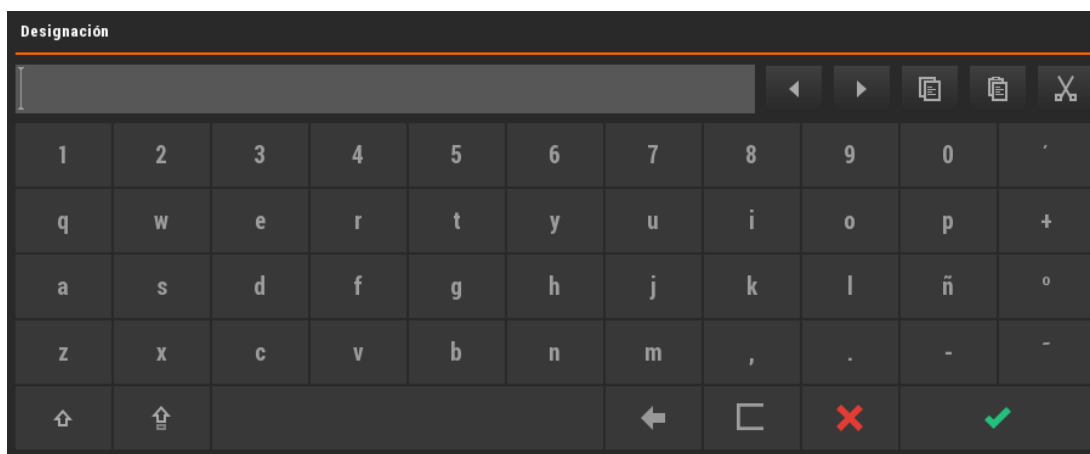 Designación
1 2 3 4 5 6 7 8 9 0 ´
q w e r t y u i o p +
a s d f g h j k l ñ º
z x c v b n m , . - ˜